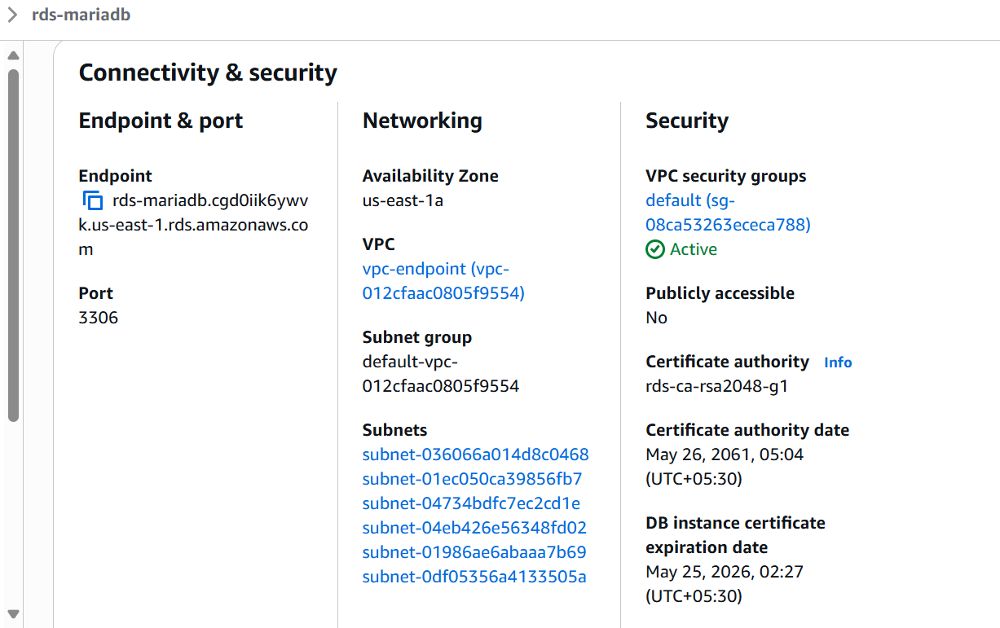 rds-mariadb
Connectivity & security
Endpoint & port
Endpoint
rds-mariadb.cgd0iik6ywv
k.us-east-1.rds.amazonaws.co
m
Port
3306
Networking
Availability Zone
us-east-1a
VPC
vpc-endpoint (vpc-
012cfaac0805f9554)
Subnet group
default-vpc-
012cfaac0805f9554
Subnets
subnet-036066a014d8c0468
subnet-01ec050ca39856fb7
subnet-04734bdfc7ec2cd1e
subnet-04eb426e56348fd02
subnet-01986ae6abaaa7b69
subnet-0df05356a4133505a
Security
VPC security groups
default (sg-
08ca53263ececa788)
Active
Publicly accessible
No
Certificate authority Info
rds-ca-rsa2048-g1
Certificate authority date
May 26, 2061, 05:04
(UTC+05:30)
DB instance certificate
expiration date
May 25, 2026, 02:27
(UTC+05:30)